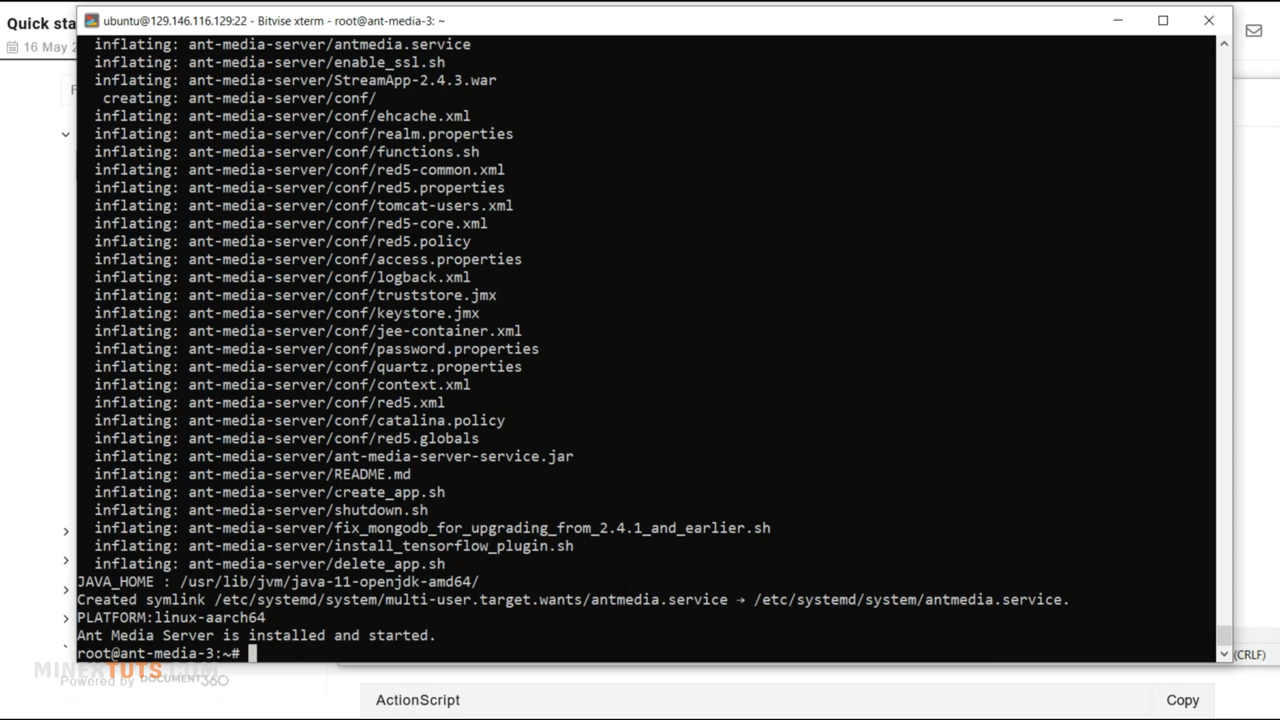 Quick sta
16 May 2
ubuntu@129.146.116.129:22 - Bitvise xterm - root@ant-media-3: ~
inflating: ant-media-server/antmedia.service
inflating: ant-media-server/enable_ssl.sh
inflating: ant-media-server/StreamApp-2.4.3.war
creating: ant-media-server/conf/
inflating: ant-media-server/conf/ehcache.xml
inflating: ant-media-server/conf/realm.properties
inflating: ant-media-server/conf/functions.sh
inflating: ant-media-server/conf/red5-common.xml
inflating: ant-media-server/conf/red5.properties
inflating: ant-media-server/conf/tomcat-users.xml
inflating: ant-media-server/conf/red5-core.xml
inflating: ant-media-server/conf/red5.policy
inflating: ant-media-server/conf/access.properties
inflating: ant-media-server/conf/logback.xml
inflating: ant-media-server/conf/truststore.jmx
inflating: ant-media-server/conf/keystore.jmx
inflating: ant-media-server/conf/jee-container.xml
inflating: ant-media-server/conf/password.properties
inflating: ant-media-server/conf/quartz.properties
inflating: ant-media-server/conf/context.xml
inflating: ant-media-server/conf/red5.xml
inflating: ant-media-server/conf/catalina.policy
inflating: ant-media-server/conf/red5.globals
inflating: ant-media-server/ant-media-server-service.jar
inflating: ant-media-server/README.md
inflating: ant-media-server/create_app.sh
inflating: ant-media-server/shutdown.sh
inflating: ant-media-server/fix_mongodb_for_upgrading_from_2.4.1_and_earlier.sh
inflating: ant-media-server/install_tensorflow_plugin.sh
inflating: ant-media-server/delete_app.sh
JAVA_HOME : /usr/lib/jvm/java-11-openjdk-amd64/
Created symlink /etc/systemd/system/multi-user.target.wants/antmedia.service → /etc/systemd/system/antmedia.service.
PLATFORM:linux-aarch64
Ant Media Server is installed and started.
root@ant-media-3:~#
(CRLF)
MINEXTUTS.COM
Powered by DOCUMENT360
ActionScript
Copy